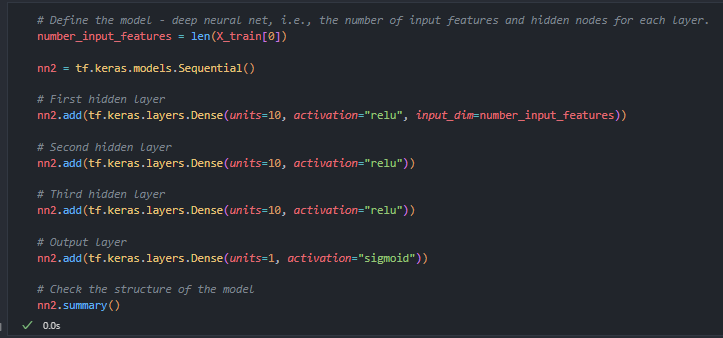 # Define the model - deep neural net, i.e., the number of input features and hidden nodes for each layer.
number_input_features = len(X_train[0])
nn2 = tf.keras.models.Sequential()
# First hidden layer
nn2.add(tf.keras.layers.Dense(units=10, activation="relu", input_dim=number_input_features))
# Second hidden layer
nn2.add(tf.keras.layers.Dense(units=10, activation="relu"))
# Third hidden layer
nn2.add(tf.keras.layers.Dense(units=10, activation="relu"))
# Output layer
nn2.add(tf.keras.layers.Dense(units=1, activation="sigmoid"))
# Check the structure of the model
nn2.summary()
0.0s